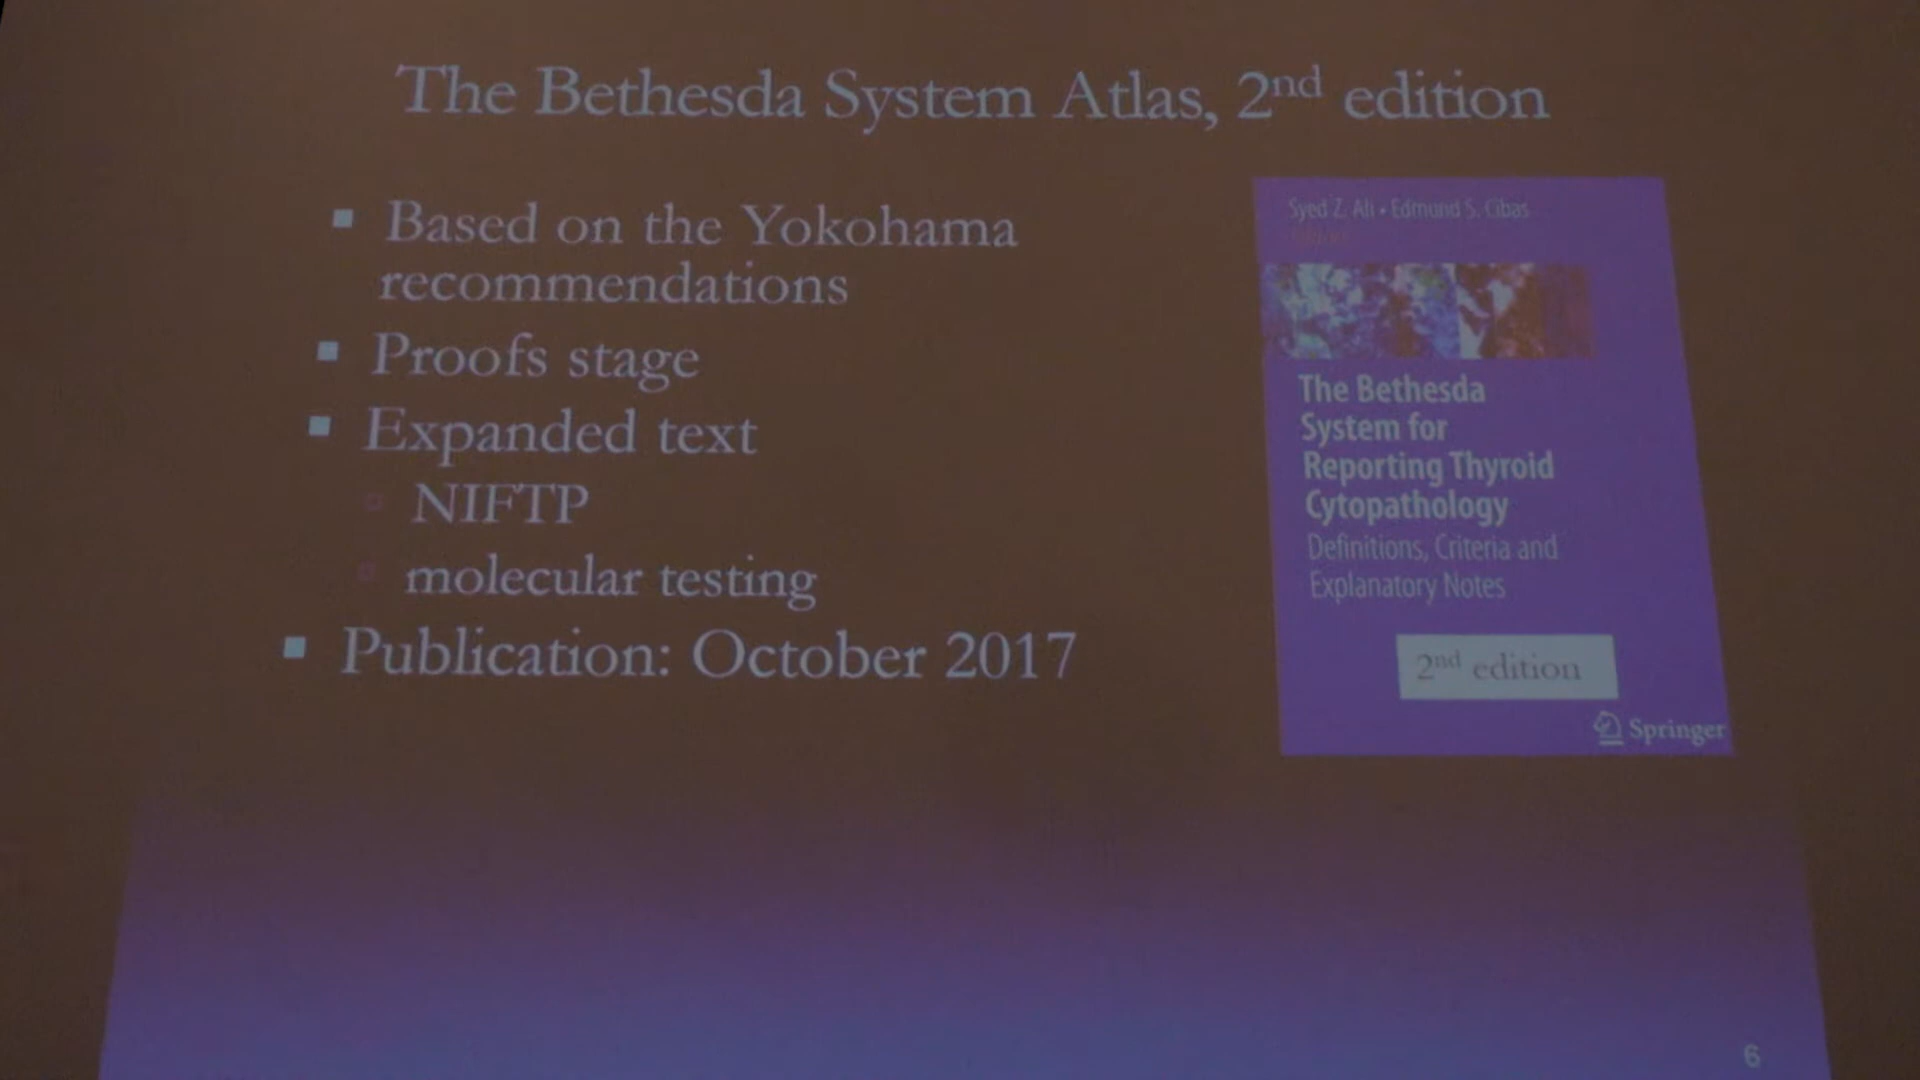 The Bethesda System Atlas, 2nd edition
Based on the Yokohama
recommendations
Proofs stage
Expanded text
NIFTP
molecular testing
Publication: October 2017
Syed Z. Ali • Edmund S. Cibas
The Bethesda
System for
Reporting Thyroid
Cytopathology
Definitions, Criteria and
Explanatory Notes
2nd edition
Springer
6